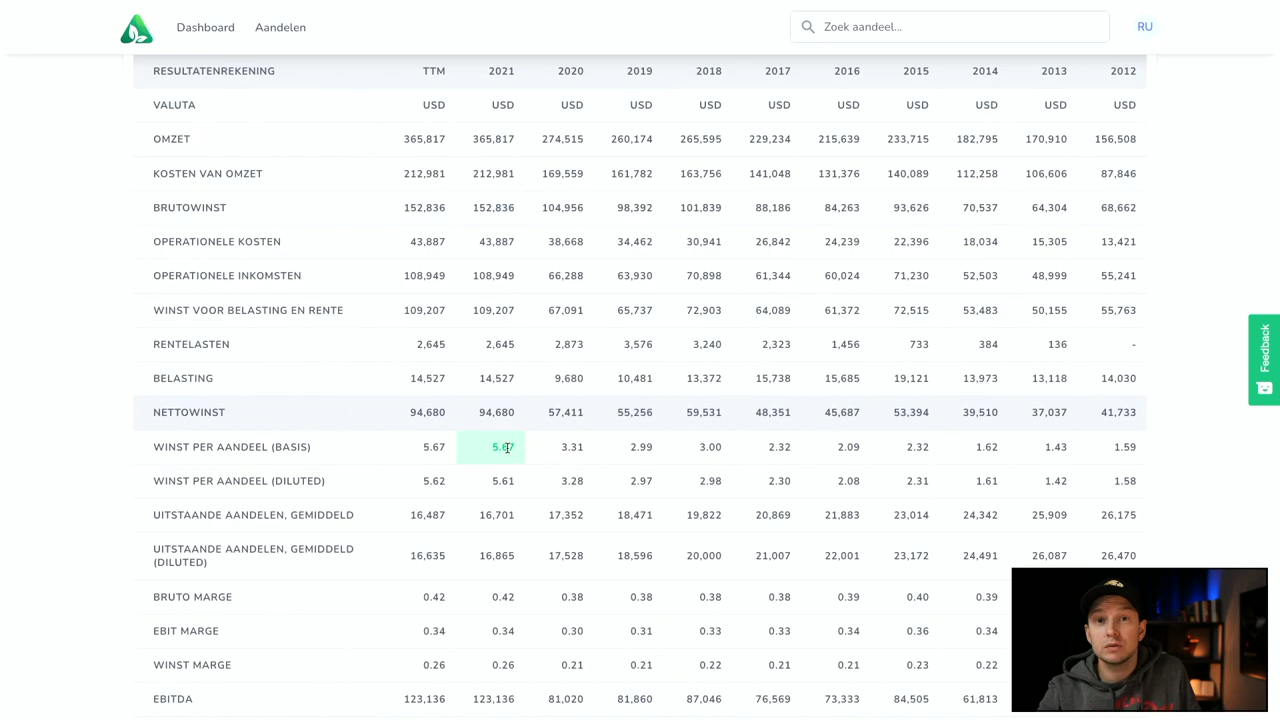 Dashboard Aandelen Zoek aandeel... RU
RESULTATENREKENING TTM 2021 2020 2019 2018 2017 2016 2015 2014 2013 2012
VALUTA USD USD USD USD USD USD USD USD USD USD USD
OMZET 365,817 365,817 274,515 260,174 265,595 229,234 215,639 233,715 182,795 170,910 156,508
KOSTEN VAN OMZET 212,981 212,981 169,559 161,782 163,756 141,048 131,376 140,089 112,258 106,606 87,846
BRUTOWINST 152,836 152,836 104,956 98,392 101,839 88,186 84,263 93,626 70,537 64,304 68,662
OPERATIONELE KOSTEN 43,887 43,887 38,668 34,462 30,941 26,842 24,239 22,396 18,034 15,305 13,421
OPERATIONELE INKOMSTEN 108,949 108,949 66,288 63,930 70,898 61,344 60,024 71,230 52,503 48,999 55,241
WINST VOOR BELASTING EN RENTE 109,207 109,207 67,091 65,737 72,903 64,089 61,372 72,515 53,483 50,155 55,763
RENTELASTEN 2,645 2,645 2,873 3,576 3,240 2,323 1,456 733 384 136 -
BELASTING 14,527 14,527 9,680 10,481 13,372 15,738 15,685 19,121 13,973 13,118 14,030
NETTOWINST 94,680 94,680 57,411 55,256 59,531 48,351 45,687 53,394 39,510 37,037 41,733
WINST PER AANDEEL (BASIS) 5.67 5.67 3.31 2.99 3.00 2.32 2.09 2.32 1.62 1.43 1.59
WINST PER AANDEEL (DILUTED) 5.62 5.61 3.28 2.97 2.98 2.30 2.08 2.31 1.61 1.42 1.58
UITSTAANDE AANDELEN, GEMIDDELD 16,487 16,701 17,352 18,471 19,822 20,869 21,883 23,014 24,342 25,909 26,175
UITSTAANDE AANDELEN, GEMIDDELD
(DILUTED) 16,635 16,865 17,528 18,596 20,000 21,007 22,001 23,172 24,491 26,087 26,470
BRUTO MARGE 0.42 0.42 0.38 0.38 0.38 0.38 0.39 0.40 0.39
EBIT MARGE 0.34 0.34 0.30 0.31 0.33 0.33 0.34 0.36 0.34
WINST MARGE 0.26 0.26 0.21 0.21 0.22 0.21 0.21 0.23 0.22
EBITDA 123,136 123,136 81,020 81,860 87,046 76,569 73,333 84,505 61,813
Feedback